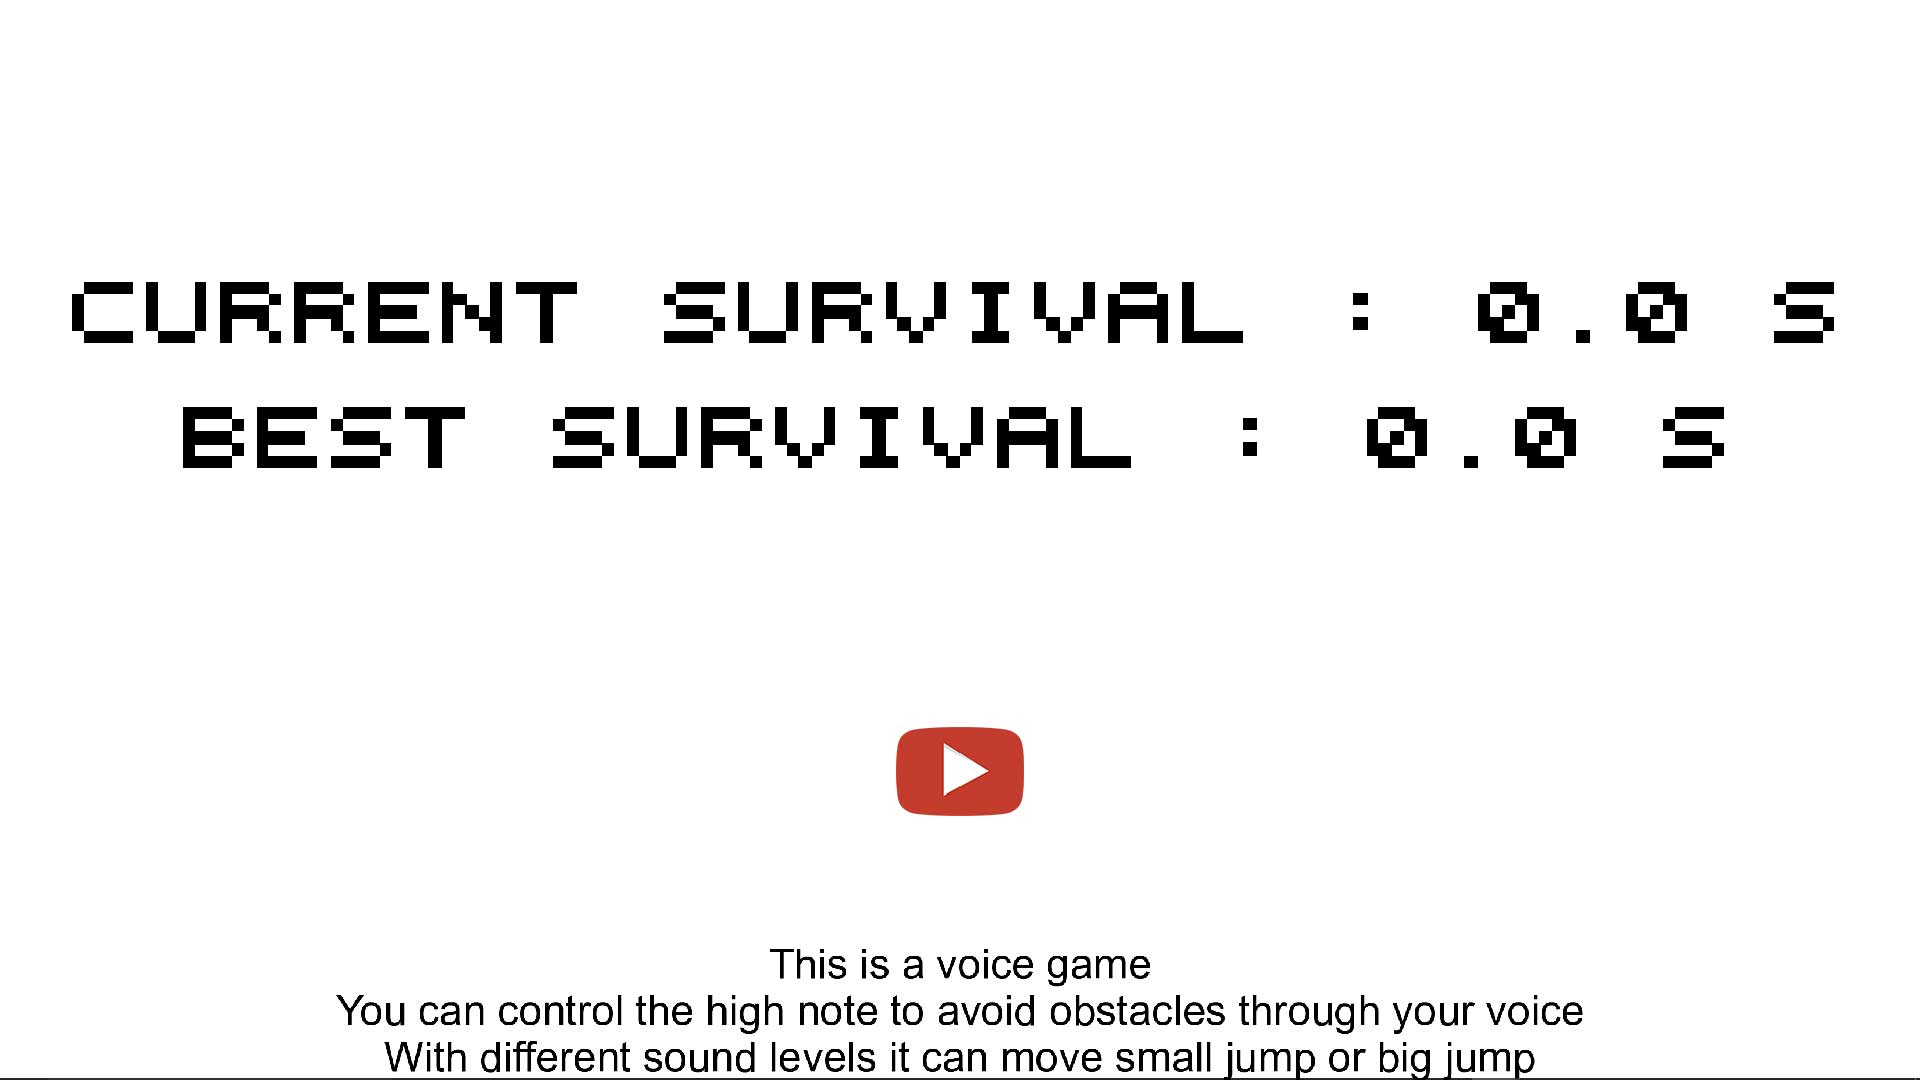 CURRENT SURVIVAL : 0.0 S
BEST SURVIVAL : 0.0 S
This is a voice game
You can control the high note to avoid obstacles through your voice
With different sound levels it can move small jump or big jump